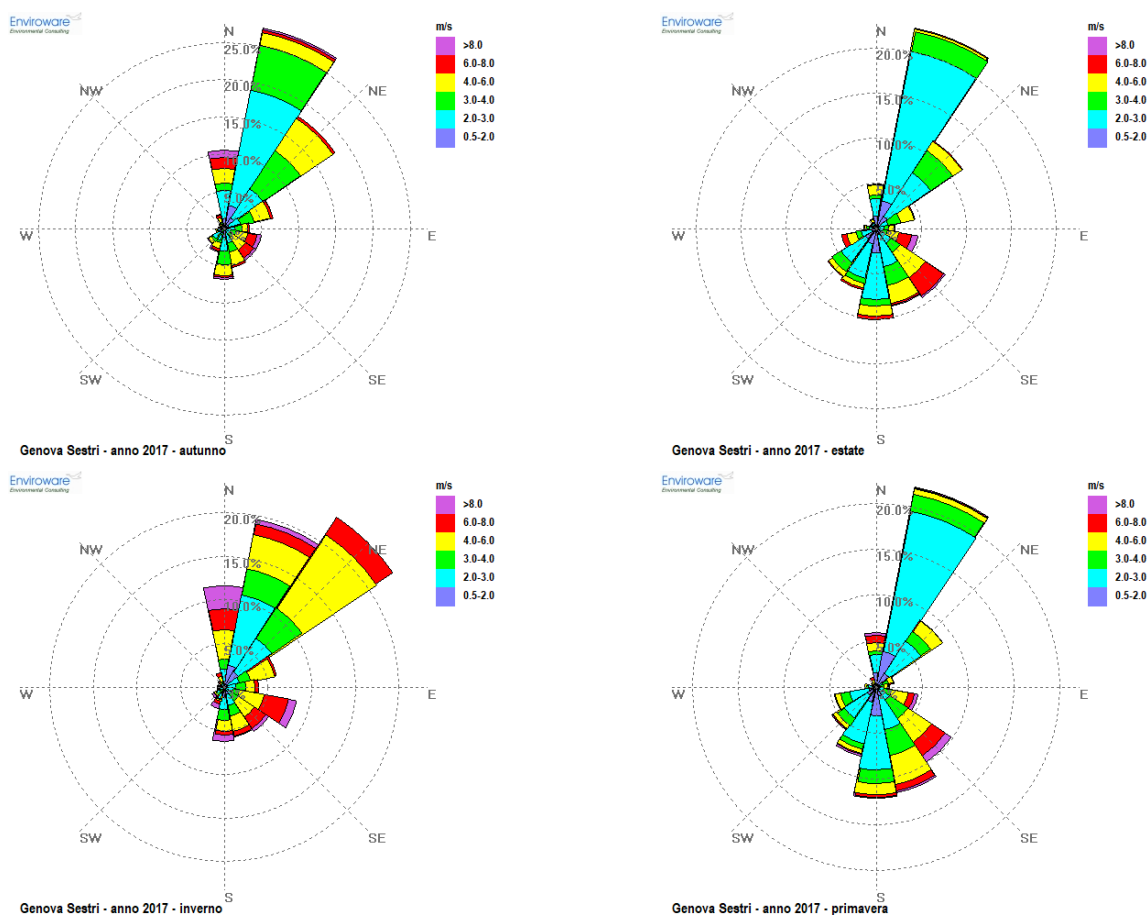 Enviroware
Environmental Consulting
m/s
>8.0
6.0-8.0
4.0-6.0
3.0-4.0
2.0-3.0
0.5-2.0
N
NE
E
SE
S
SW
W
NW
25.0%
20.0%
15.0%
10.0%
5.0%
Genova Sestri - anno 2017 - autunno
Enviroware
Environmental Consulting
m/s
>8.0
6.0-8.0
4.0-6.0
3.0-4.0
2.0-3.0
0.5-2.0
N
NE
E
SE
S
SW
W
NW
20.0%
15.0%
10.0%
5.0%
Genova Sestri - anno 2017 - estate
Enviroware
Environmental Consulting
m/s
>8.0
6.0-8.0
4.0-6.0
3.0-4.0
2.0-3.0
0.5-2.0
N
NE
E
SE
S
SW
W
NW
20.0%
15.0%
10.0%
5.0%
Genova Sestri - anno 2017 - inverno
Enviroware
Environmental Consulting
m/s
>8.0
6.0-8.0
4.0-6.0
3.0-4.0
2.0-3.0
0.5-2.0
N
NE
E
SE
S
SW
W
NW
20.0%
15.0%
10.0%
5.0%
Genova Sestri - anno 2017 - primavera